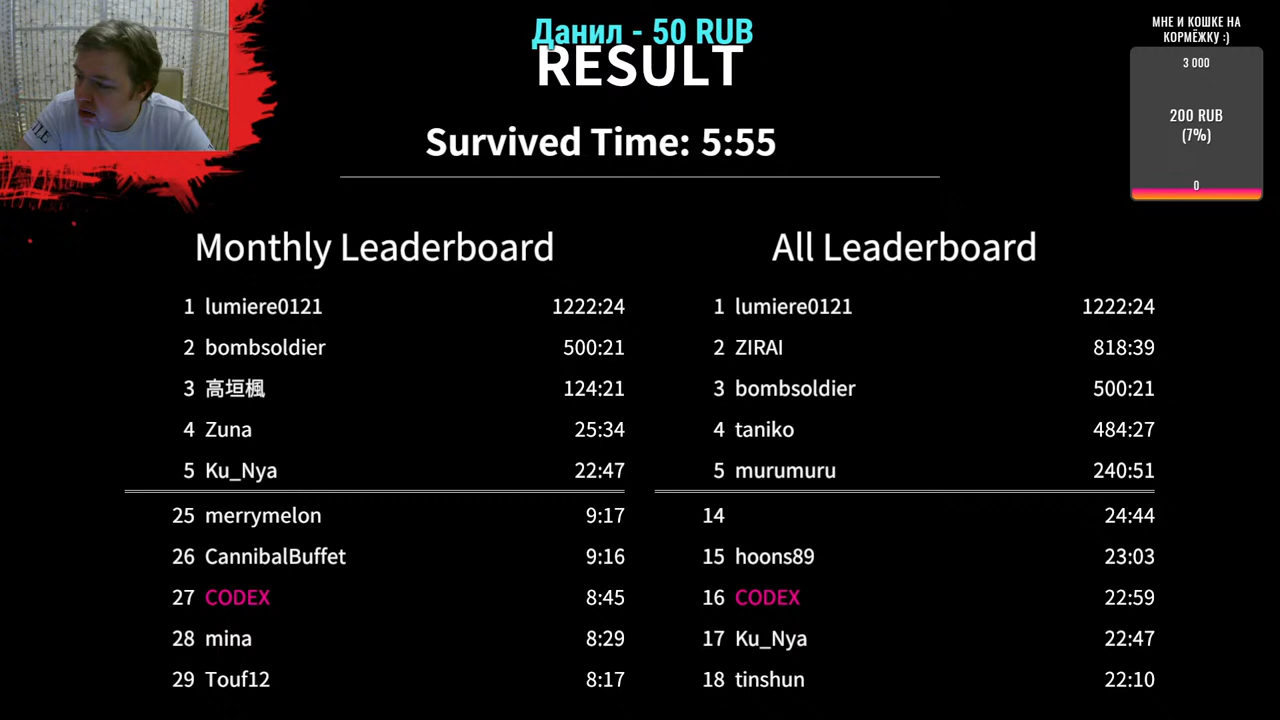 Данил - 50 RUB
RESULT
МНЕ И КОШКЕ НА
КОРМЁЖКУ :)
3 000
200 RUB
(7%)
0
Survived Time: 5:55
Monthly Leaderboard
1 lumiere0121 1222:24
2 bombsoldier 500:21
3 高垣楓 124:21
4 Zuna 25:34
5 Ku_Nya 22:47
25 merrymelon 9:17
26 CannibalBuffet 9:16
27 CODEX 8:45
28 mina 8:29
29 Touf12 8:17
All Leaderboard
1 lumiere0121 1222:24
2 ZIRAI 818:39
3 bombsoldier 500:21
4 taniko 484:27
5 murumuru 240:51
14 24:44
15 hoons89 23:03
16 CODEX 22:59
17 Ku_Nya 22:47
18 tinshun 22:10